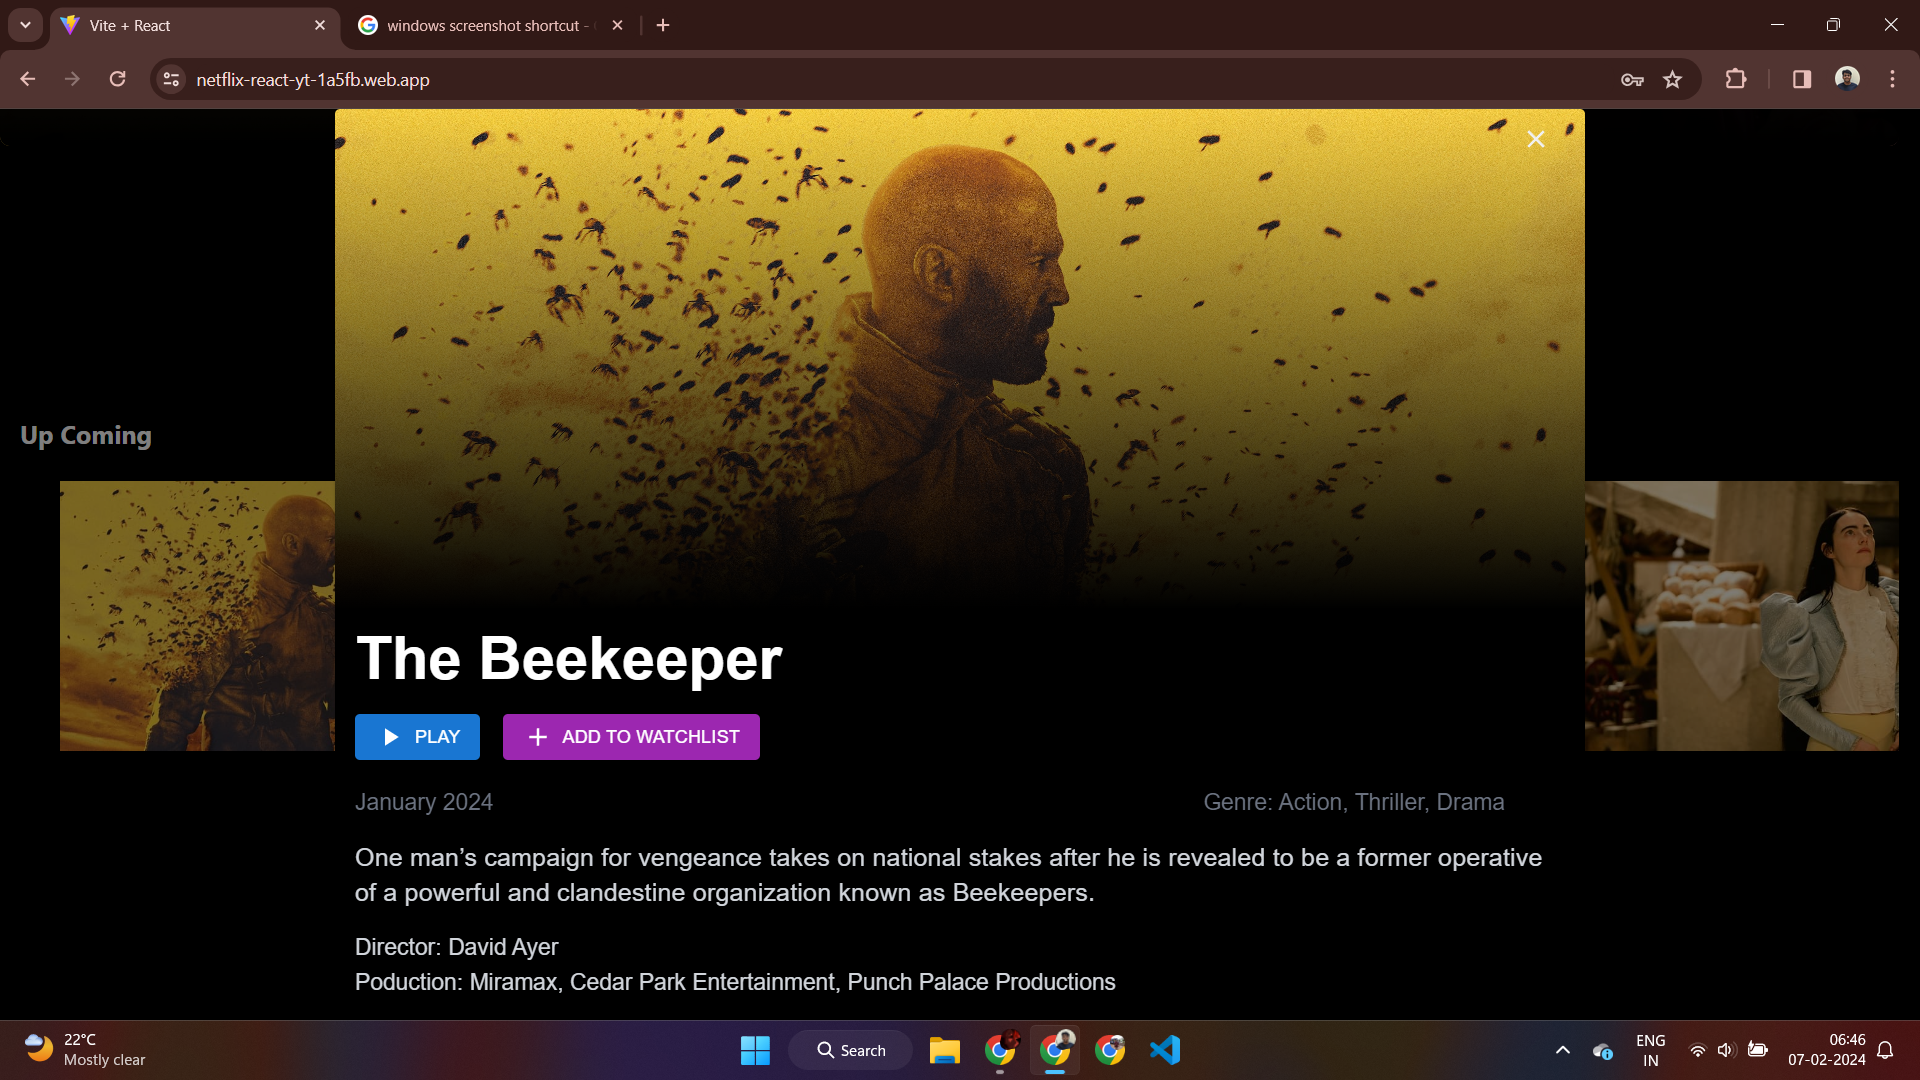 Vite + React
windows screenshot shortcut -
netflix-react-yt-1a5fb.web.app
Up Coming
The Beekeeper
PLAY
ADD TO WATCHLIST
January 2024
Genre: Action, Thriller, Drama
One man’s campaign for vengeance takes on national stakes after he is revealed to be a former operative
of a powerful and clandestine organization known as Beekeepers.
Director: David Ayer
Poduction: Miramax, Cedar Park Entertainment, Punch Palace Productions
22°C
Mostly clear
Search
ENG
IN
06:46
07-02-2024